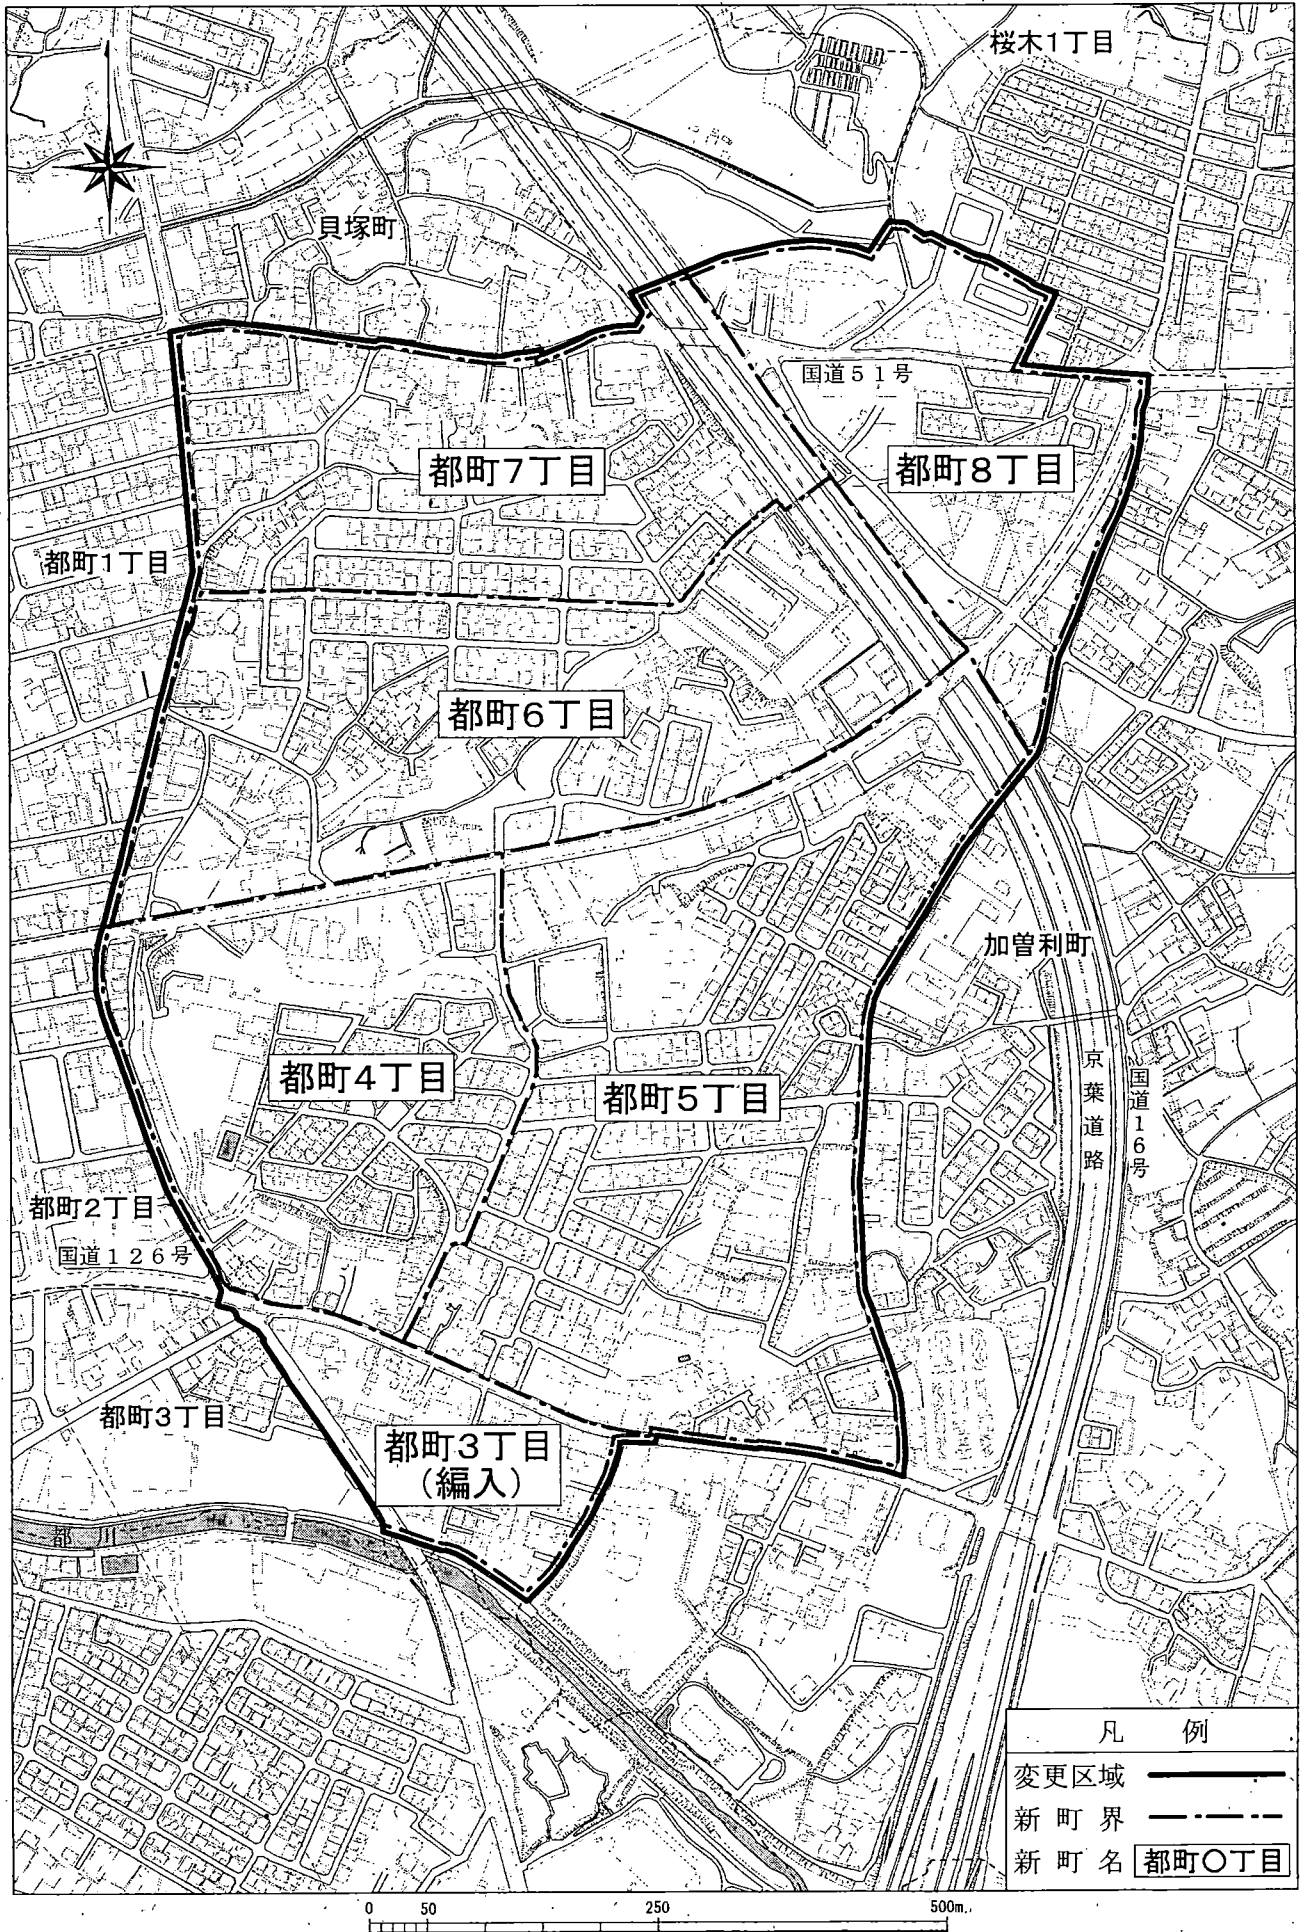 桜木1丁目
貝塚町
国道51号
都町7丁目
都町8丁目
都町1丁目
都町6丁目
加曽利町
都町4丁目
都町5丁目
京葉道路
国道16号
都町2丁目
国道126号
都町3丁目
都町3丁目
(編入)
都川
凡 例
変更区域
新町界
新町名 都町○丁目
0 50 250 500m